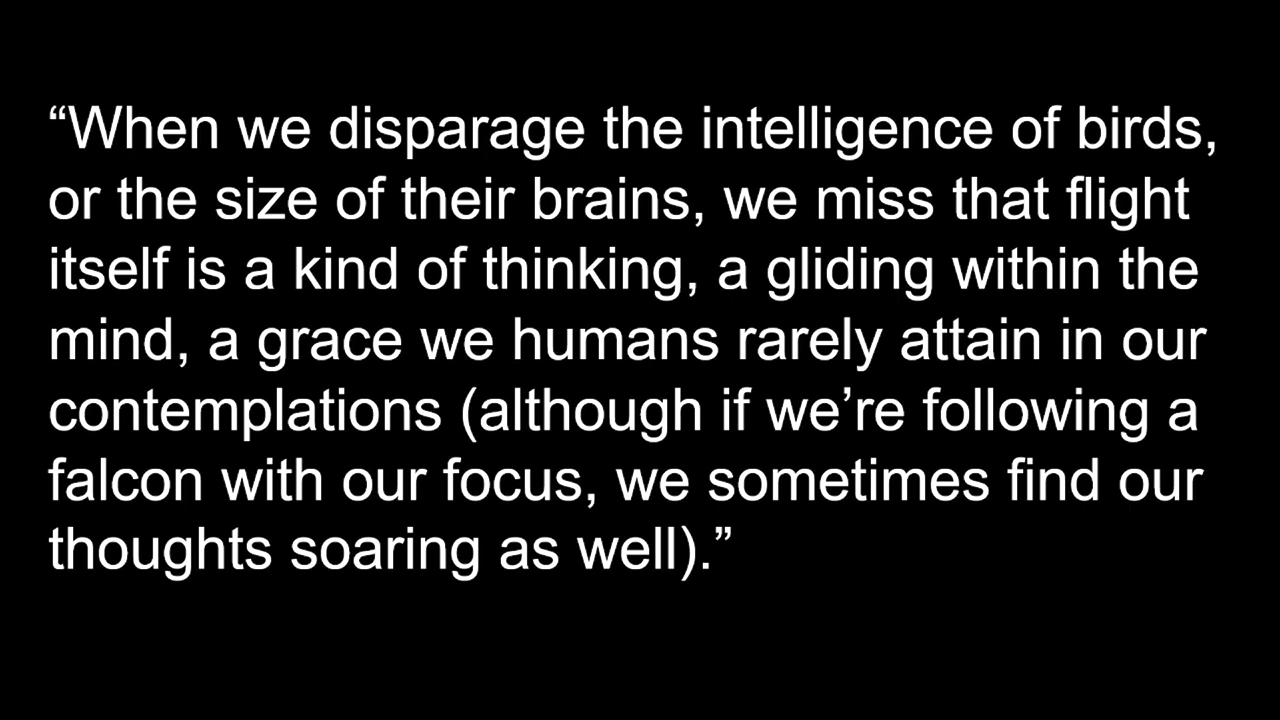 “When we disparage the intelligence of birds,
or the size of their brains, we miss that flight
itself is a kind of thinking, a gliding within the
mind, a grace we humans rarely attain in our
contemplations (although if we’re following a
falcon with our focus, we sometimes find our
thoughts soaring as well).”